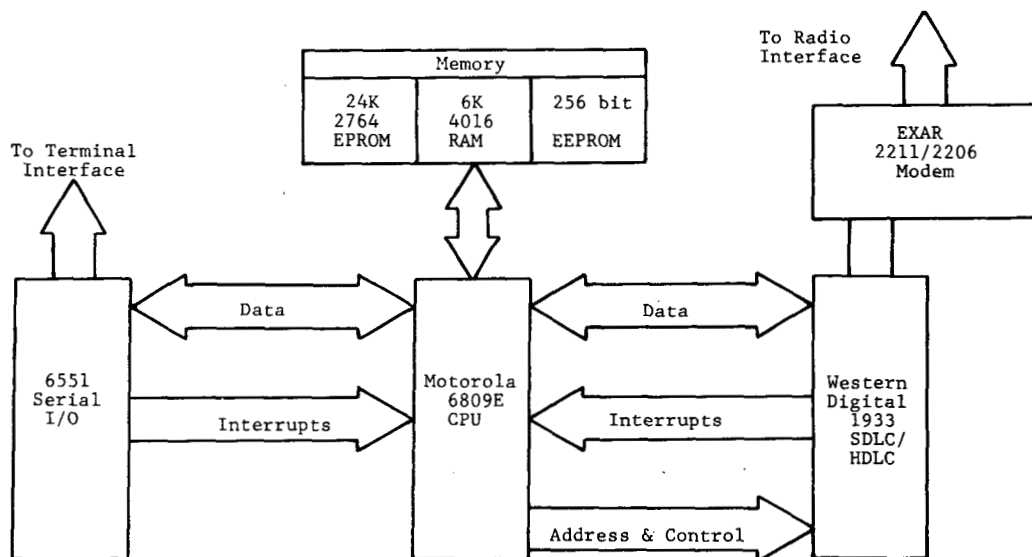 To Radio
Interface
Memory
24K
2764
EPROM
6K
4016
RAM
256 bit
EEPROM
EXAR
2211/2206
Modem
To Terminal
Interface
Data
Data
6551
Serial
I/O
Motorola
6809E
CPU
Western
Digital
1933
SDLC/
HDLC
Interrupts
Interrupts
Address & Control